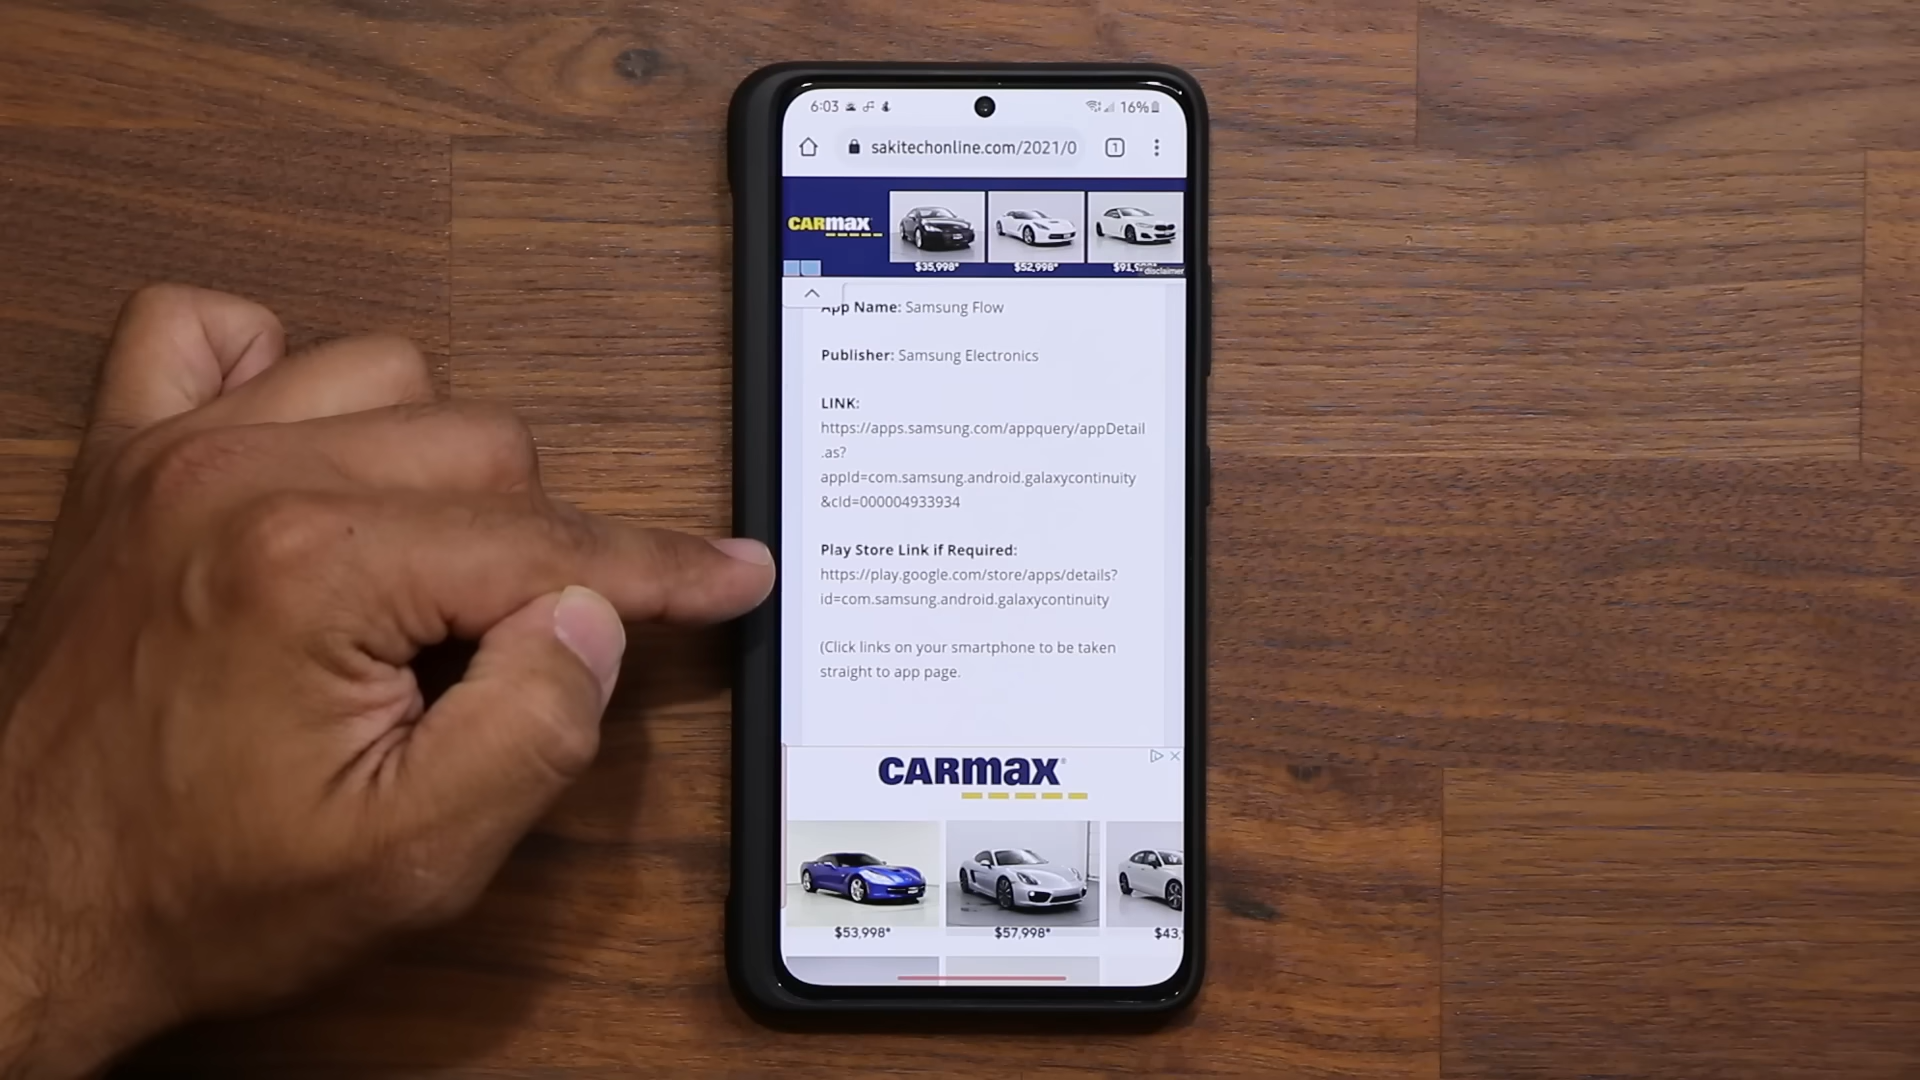 6:03 16%
sakitechonline.com/2021/0 1
CARMAX
$35,998* $52,998*
disclaimer
App Name: Samsung Flow
Publisher: Samsung Electronics
LINK:
https://apps.samsung.com/appquery/appDetail
.as?
appId=com.samsung.android.galaxycontinuity
&cId=000004933934
Play Store Link if Required:
https://play.google.com/store/apps/details?
id=com.samsung.android.galaxycontinuity
(Click links on your smartphone to be taken
straight to app page.
CARMAX
$53,998* $57,998* $43,